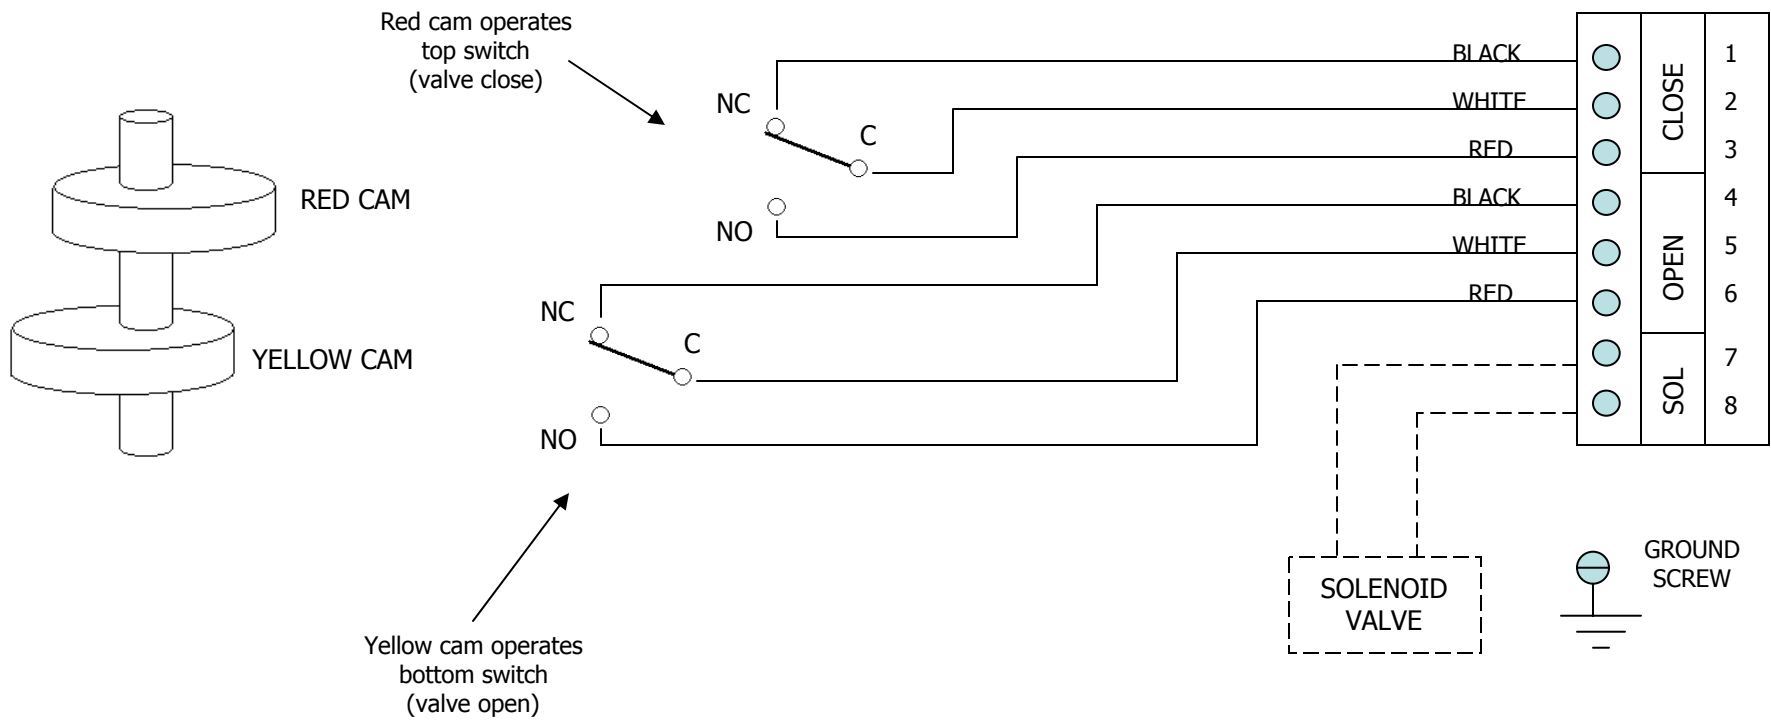 Red cam operates
top switch
(valve close)
BLACK
1
NC
WHITE
2
C
CLOSE
RED
3
RED CAM
BLACK
4
NO
WHITE
5
OPEN
RED
6
NC
C
YELLOW CAM
7
SOL
8
NO
GROUND
SCREW
SOLENOID
VALVE
Yellow cam operates
bottom switch
(valve open)